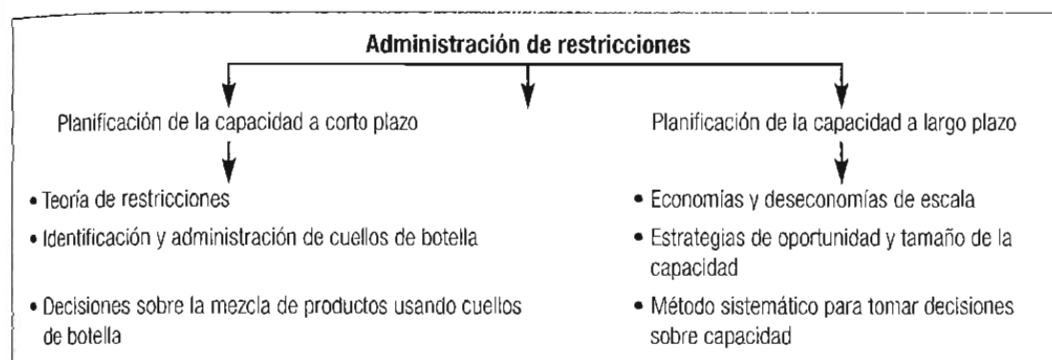 Administración de restricciones
Planificación de la capacidad a corto plazo
Planificación de la capacidad a largo plazo
• Teoría de restricciones
• Identificación y administración de cuellos de botella
• Decisiones sobre la mezcla de productos usando cuellos
de botella
• Economías y deseconomías de escala
• Estrategias de oportunidad y tamaño de la
capacidad
• Método sistemático para tomar decisiones
sobre capacidad